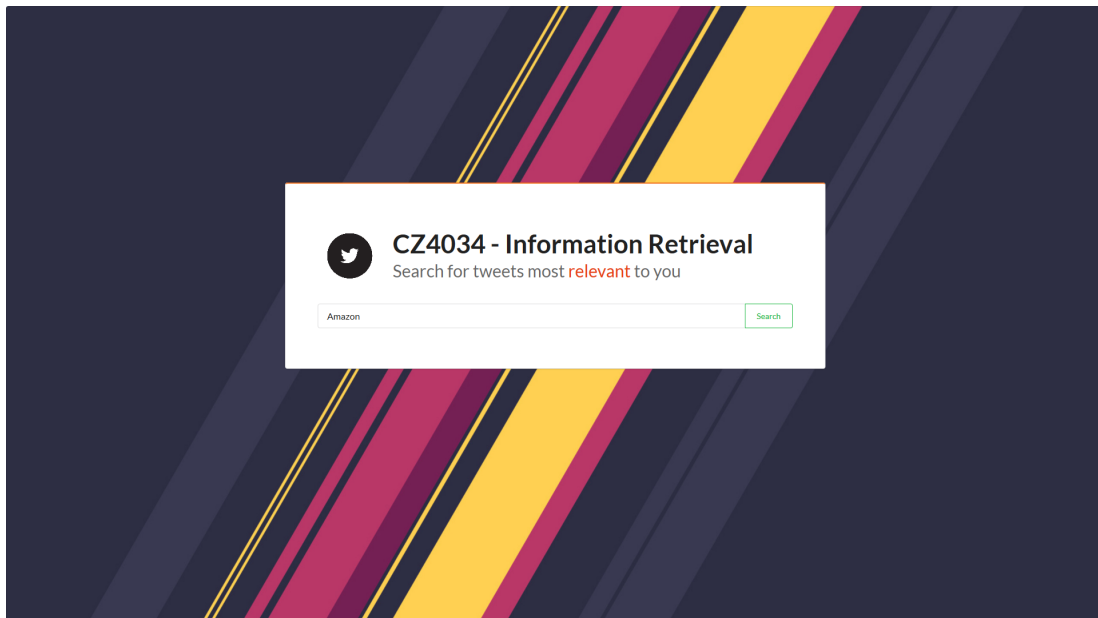 CZ4034 - Information Retrieval
Search for tweets most relevant to you
Amazon
Search